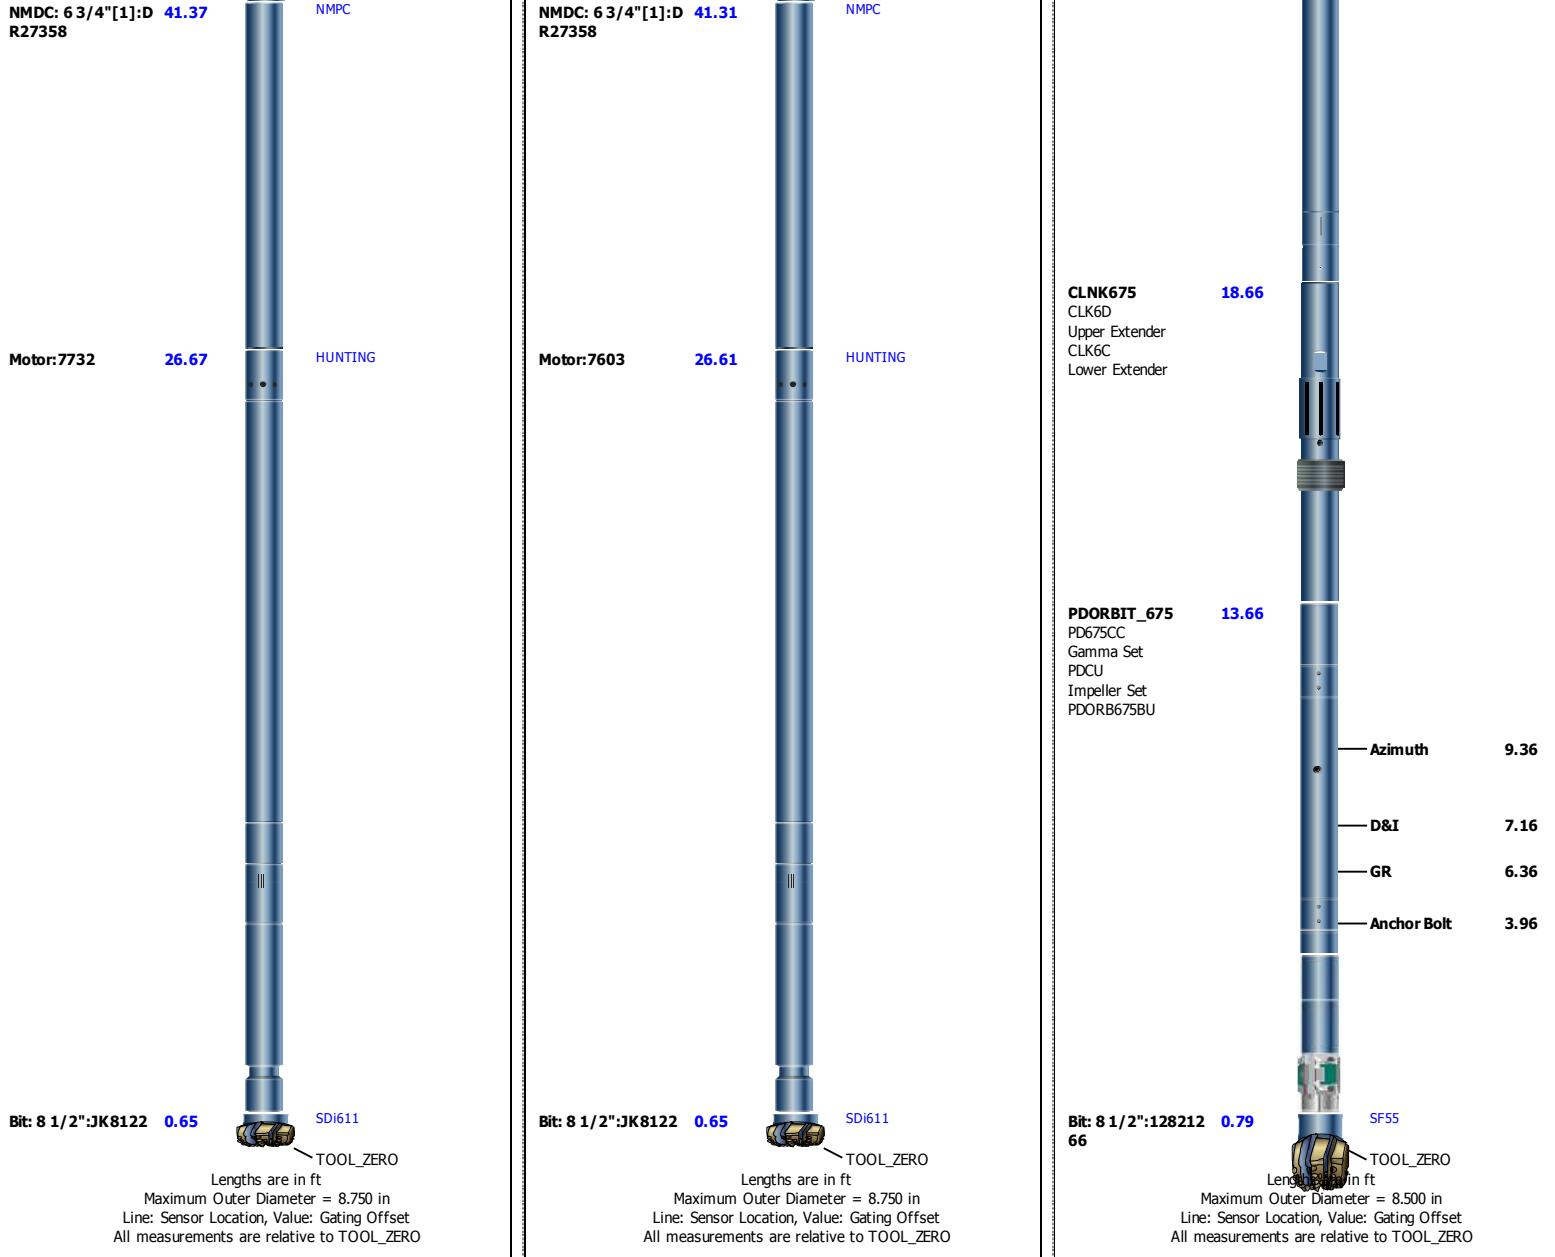 NMDC: 6 3/4"[1]:D 41.37 NMPC
R27358
Motor:7732 26.67 HUNTING
Bit: 8 1/2":JK8122 0.65 SDi611
TOOL_ZERO
Lengths are in ft
Maximum Outer Diameter = 8.750 in
Line: Sensor Location, Value: Gating Offset
All measurements are relative to TOOL_ZERO
NMDC: 6 3/4"[1]:D 41.31 NMPC
R27358
Motor:7603 26.61 HUNTING
Bit: 8 1/2":JK8122 0.65 SDi611
TOOL_ZERO
Lengths are in ft
Maximum Outer Diameter = 8.750 in
Line: Sensor Location, Value: Gating Offset
All measurements are relative to TOOL_ZERO
CLNK675 18.66
CLK6D
Upper Extender
CLK6C
Lower Extender
PDORBIT_675 13.66
PD675CC
Gamma Set
PDCU
Impeller Set
PDORB675BU
Azimuth 9.36
D&I 7.16
GR 6.36
Anchor Bolt 3.96
Bit: 8 1/2":128212 0.79 SF55
66
TOOL_ZERO
Lengths are in ft
Maximum Outer Diameter = 8.500 in
Line: Sensor Location, Value: Gating Offset
All measurements are relative to TOOL_ZERO